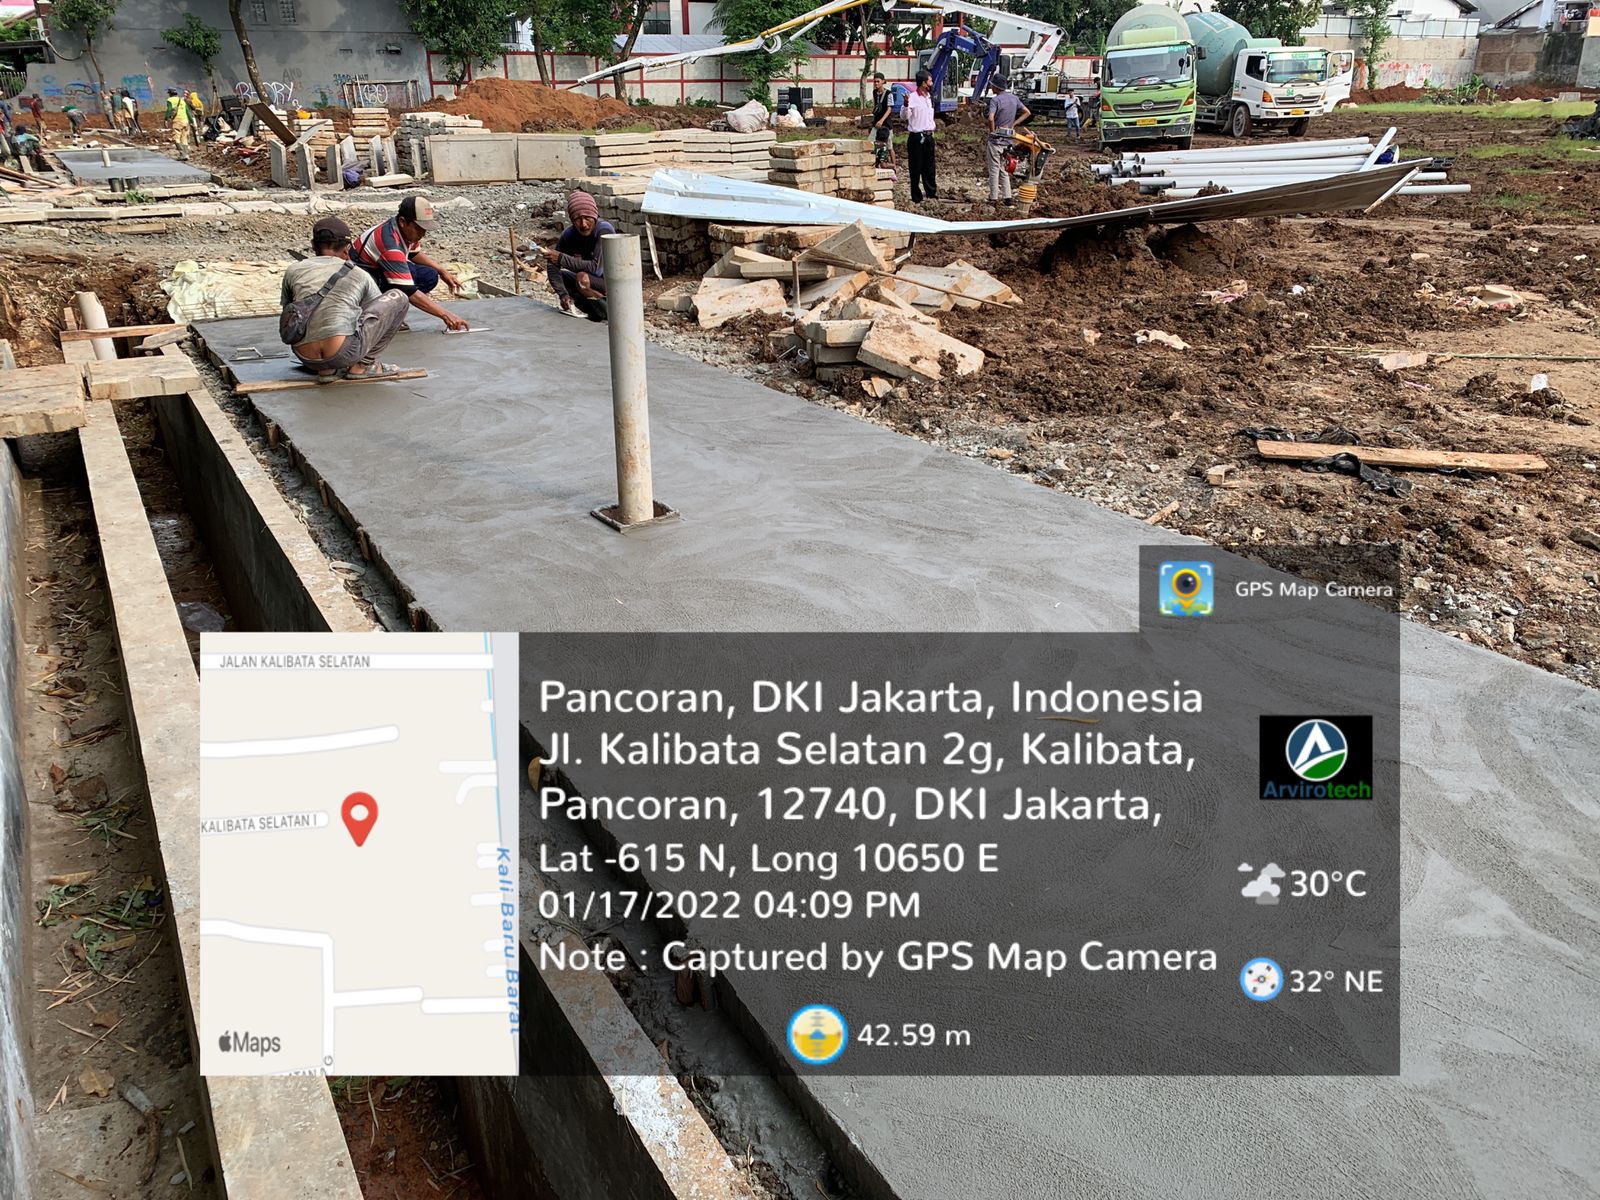 GPS Map Camera
JALAN KALIBATA SELATAN
KALIBATA SELATAN I
Kali Baru Barat
Maps
Pancoran, DKI Jakarta, Indonesia
Jl. Kalibata Selatan 2g, Kalibata,
Pancoran, 12740, DKI Jakarta,
Lat -615 N, Long 10650 E
01/17/2022 04:09 PM
Note : Captured by GPS Map Camera
42.59 m
Arvirotech
30°C
32° NE